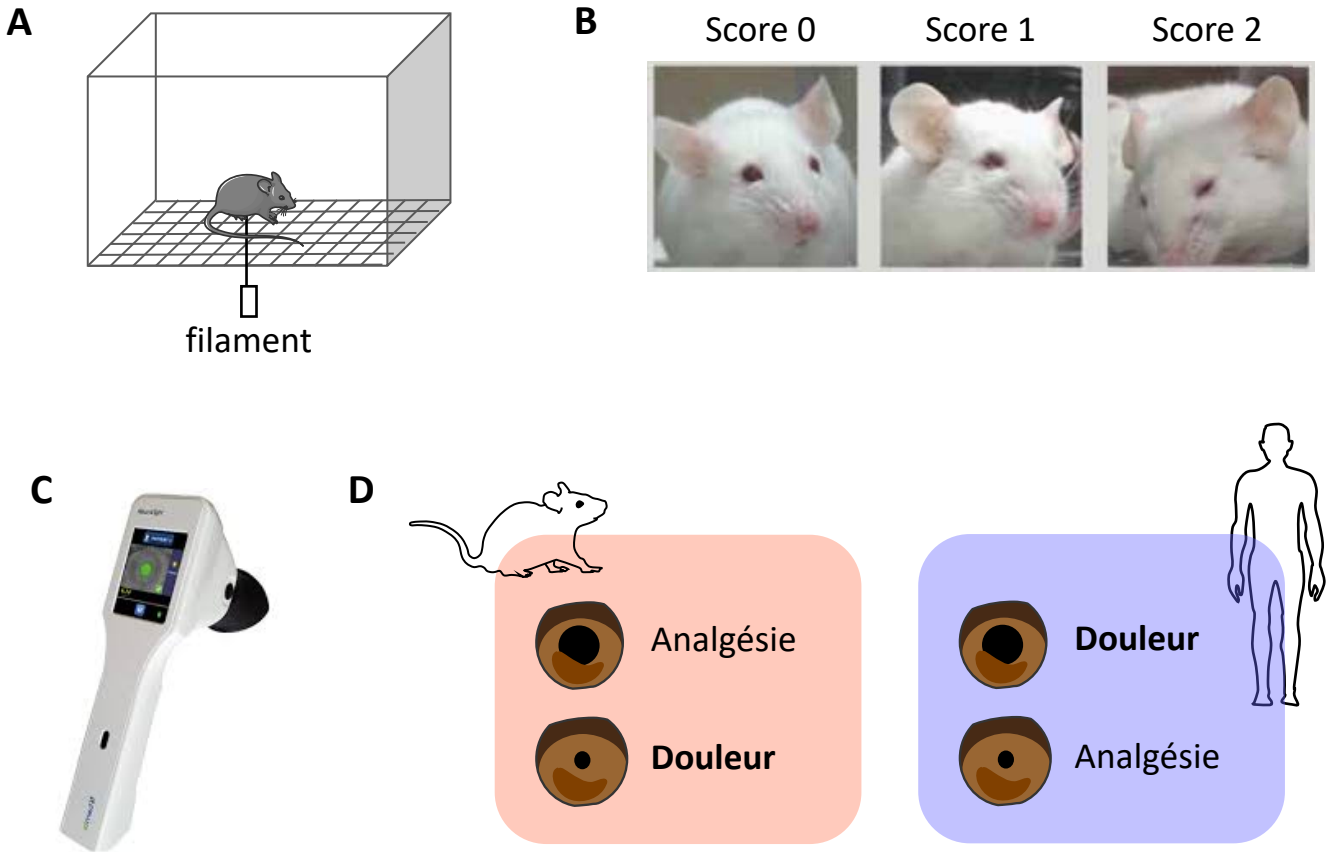 A
filament
B
Score 0
Score 1
Score 2
C
D
Analgésie
Douleur
Douleur
Analgésie